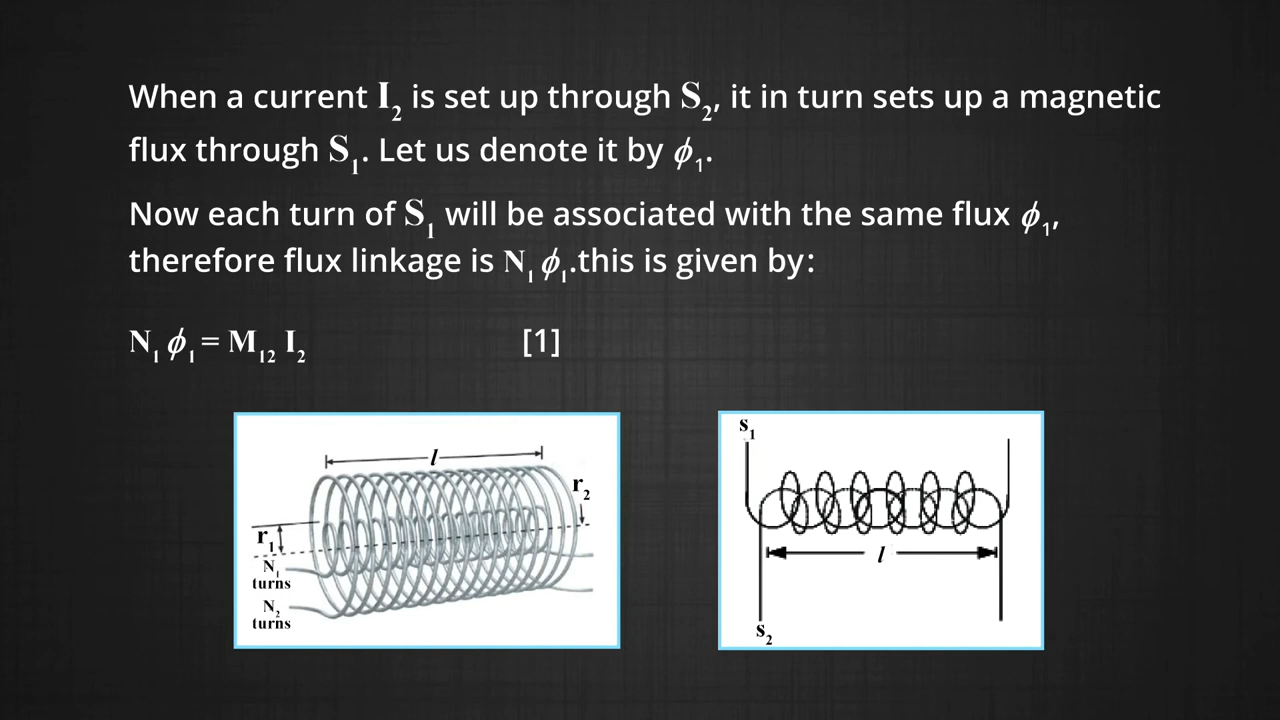 When a current I₂ is set up through S₂, it in turn sets up a magnetic
flux through S₁. Let us denote it by ϕ₁.
Now each turn of S₁ will be associated with the same flux ϕ₁,
therefore flux linkage is N₁ ϕ₁.this is given by:
N₁ ϕ₁ = M₁₂ I₂ [1]
l
r₂
r₁
N₁
turns
N₂
turns
s₁
l
s₂